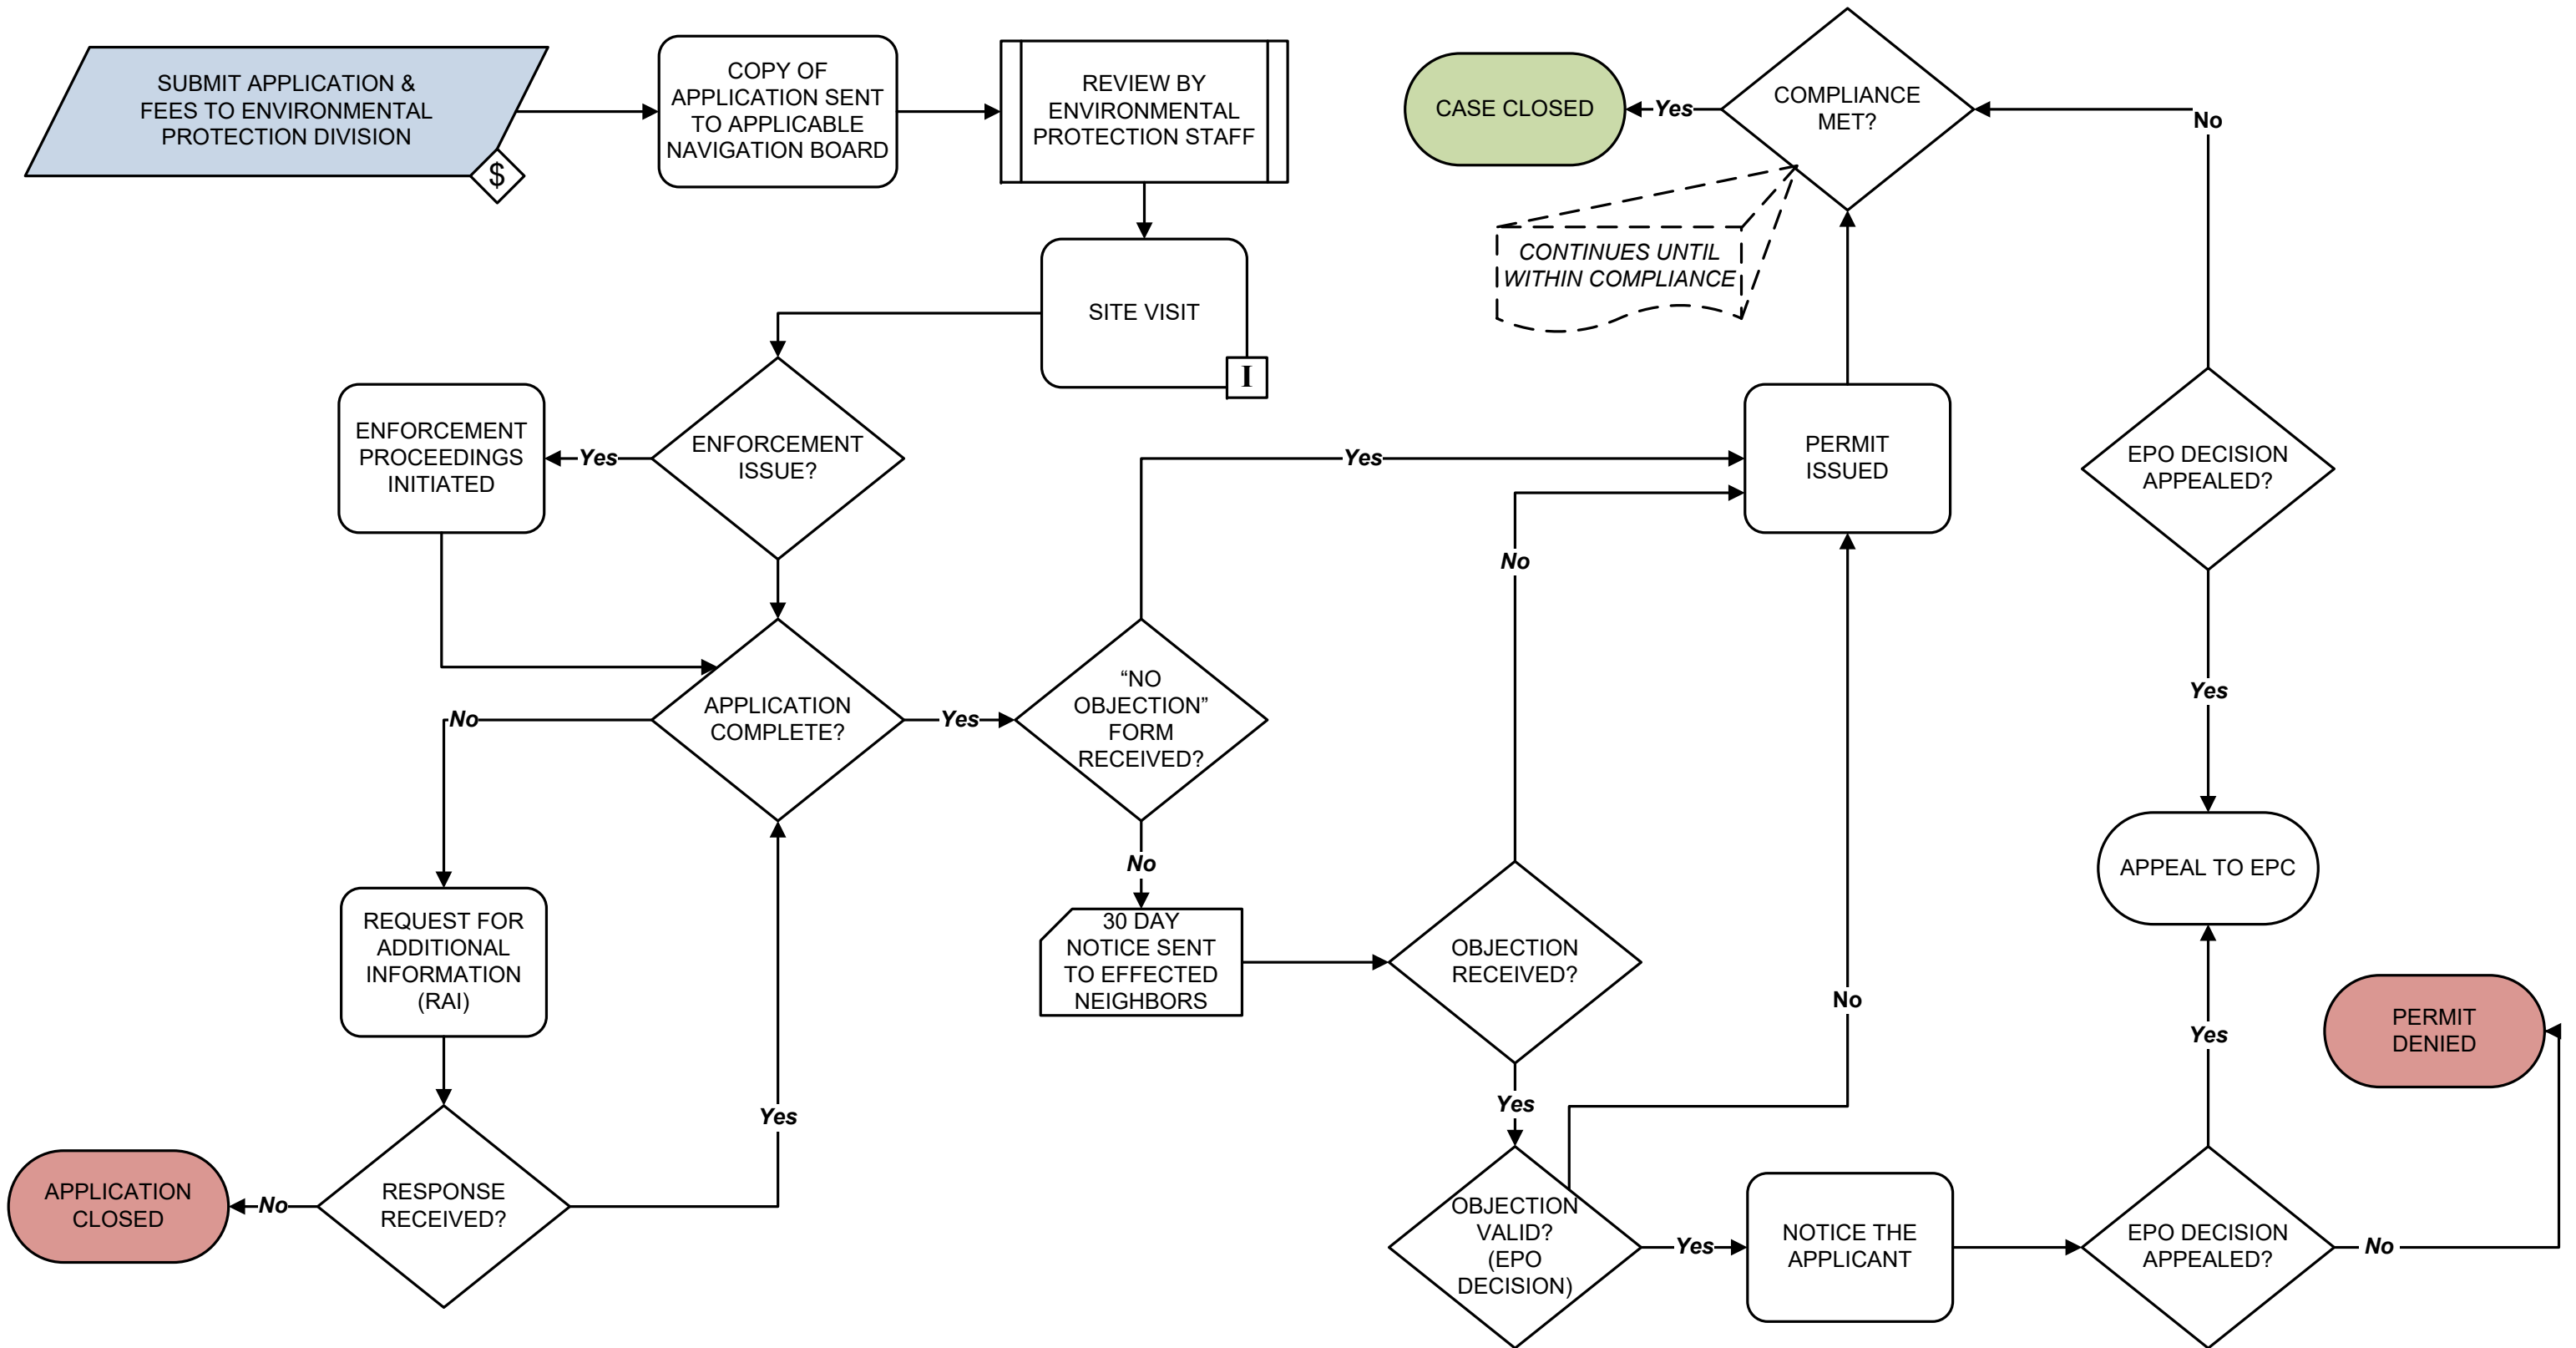 SUBMIT APPLICATION &
FEES TO ENVIRONMENTAL
PROTECTION DIVISION
$
COPY OF
APPLICATION SENT
TO APPLICABLE
NAVIGATION BOARD
REVIEW BY
ENVIRONMENTAL
PROTECTION STAFF
SITE VISIT
I
ENFORCEMENT
ISSUE?
Yes
ENFORCEMENT
PROCEEDINGS
INITIATED
APPLICATION
COMPLETE?
No
REQUEST FOR
ADDITIONAL
INFORMATION
(RAI)
RESPONSE
RECEIVED?
No
APPLICATION
CLOSED
Yes
Yes
“NO
OBJECTION”
FORM
RECEIVED?
Yes
No
30 DAY
NOTICE SENT
TO EFFECTED
NEIGHBORS
OBJECTION
RECEIVED?
No
Yes
OBJECTION
VALID?
(EPO
DECISION)
No
Yes
NOTICE THE
APPLICANT
EPO DECISION
APPEALED?
No
PERMIT
DENIED
Yes
APPEAL TO EPC
Yes
EPO DECISION
APPEALED?
No
PERMIT
ISSUED
COMPLIANCE
MET?
CONTINUES UNTIL
WITHIN COMPLIANCE
Yes
CASE CLOSED